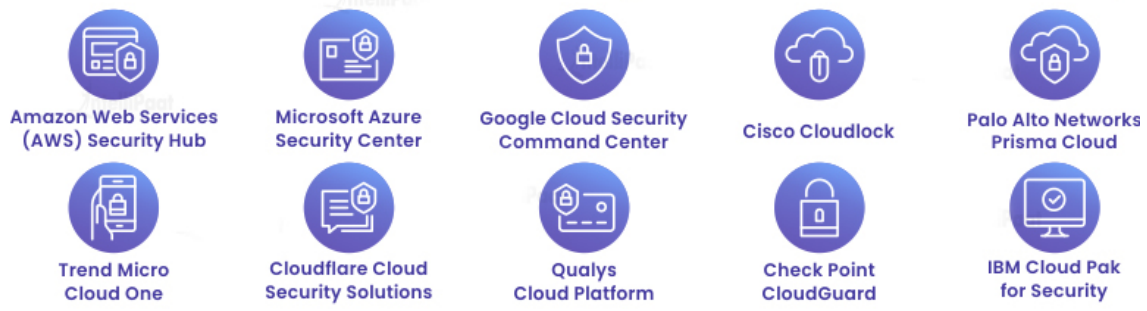 Amazon Web Services
(AWS) Security Hub
Microsoft Azure
Security Center
Google Cloud Security
Command Center
Cisco Cloudlock
Palo Alto Networks
Prisma Cloud
Trend Micro
Cloud One
Cloudflare Cloud
Security Solutions
Qualys
Cloud Platform
Check Point
CloudGuard
IBM Cloud Pak
for Security